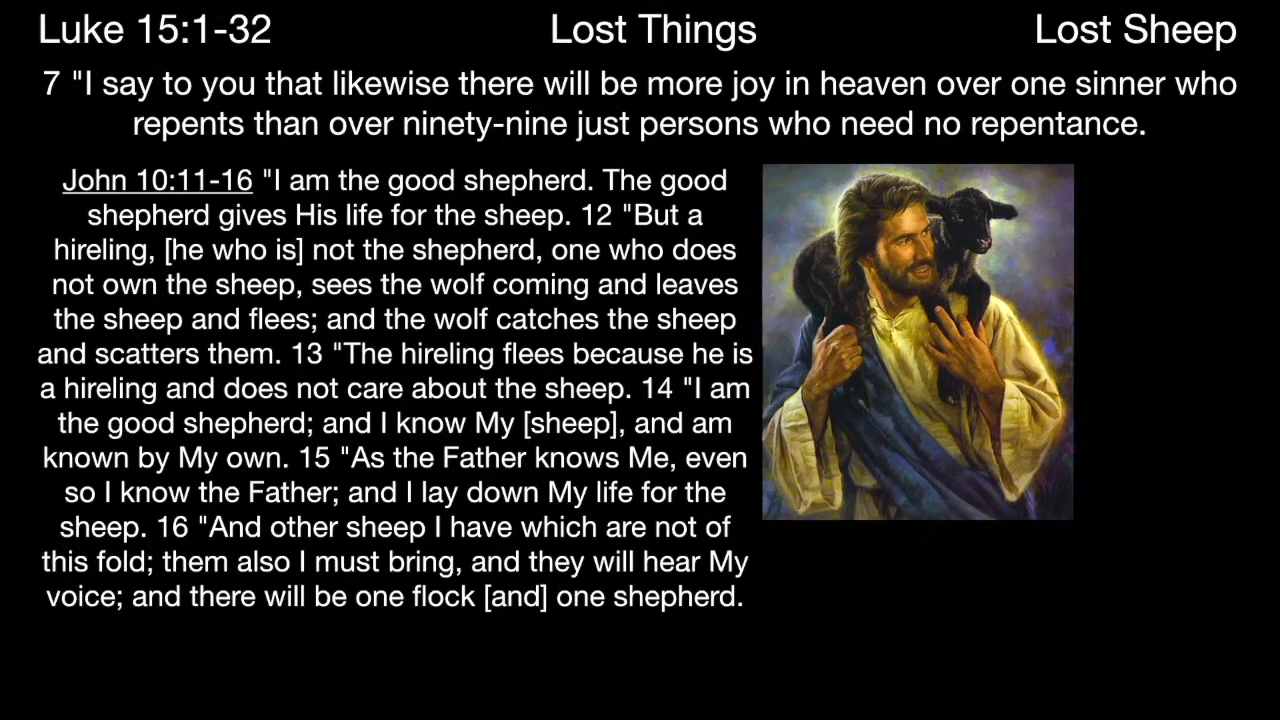 Luke 15:1-32 Lost Things Lost Sheep
7 "I say to you that likewise there will be more joy in heaven over one sinner who
repents than over ninety-nine just persons who need no repentance.
John 10:11-16 "I am the good shepherd. The good
shepherd gives His life for the sheep. 12 "But a
hireling, [he who is] not the shepherd, one who does
not own the sheep, sees the wolf coming and leaves
the sheep and flees; and the wolf catches the sheep
and scatters them. 13 "The hireling flees because he is
a hireling and does not care about the sheep. 14 "I am
the good shepherd; and I know My [sheep], and am
known by My own. 15 "As the Father knows Me, even
so I know the Father; and I lay down My life for the
sheep. 16 "And other sheep I have which are not of
this fold; them also I must bring, and they will hear My
voice; and there will be one flock [and] one shepherd.